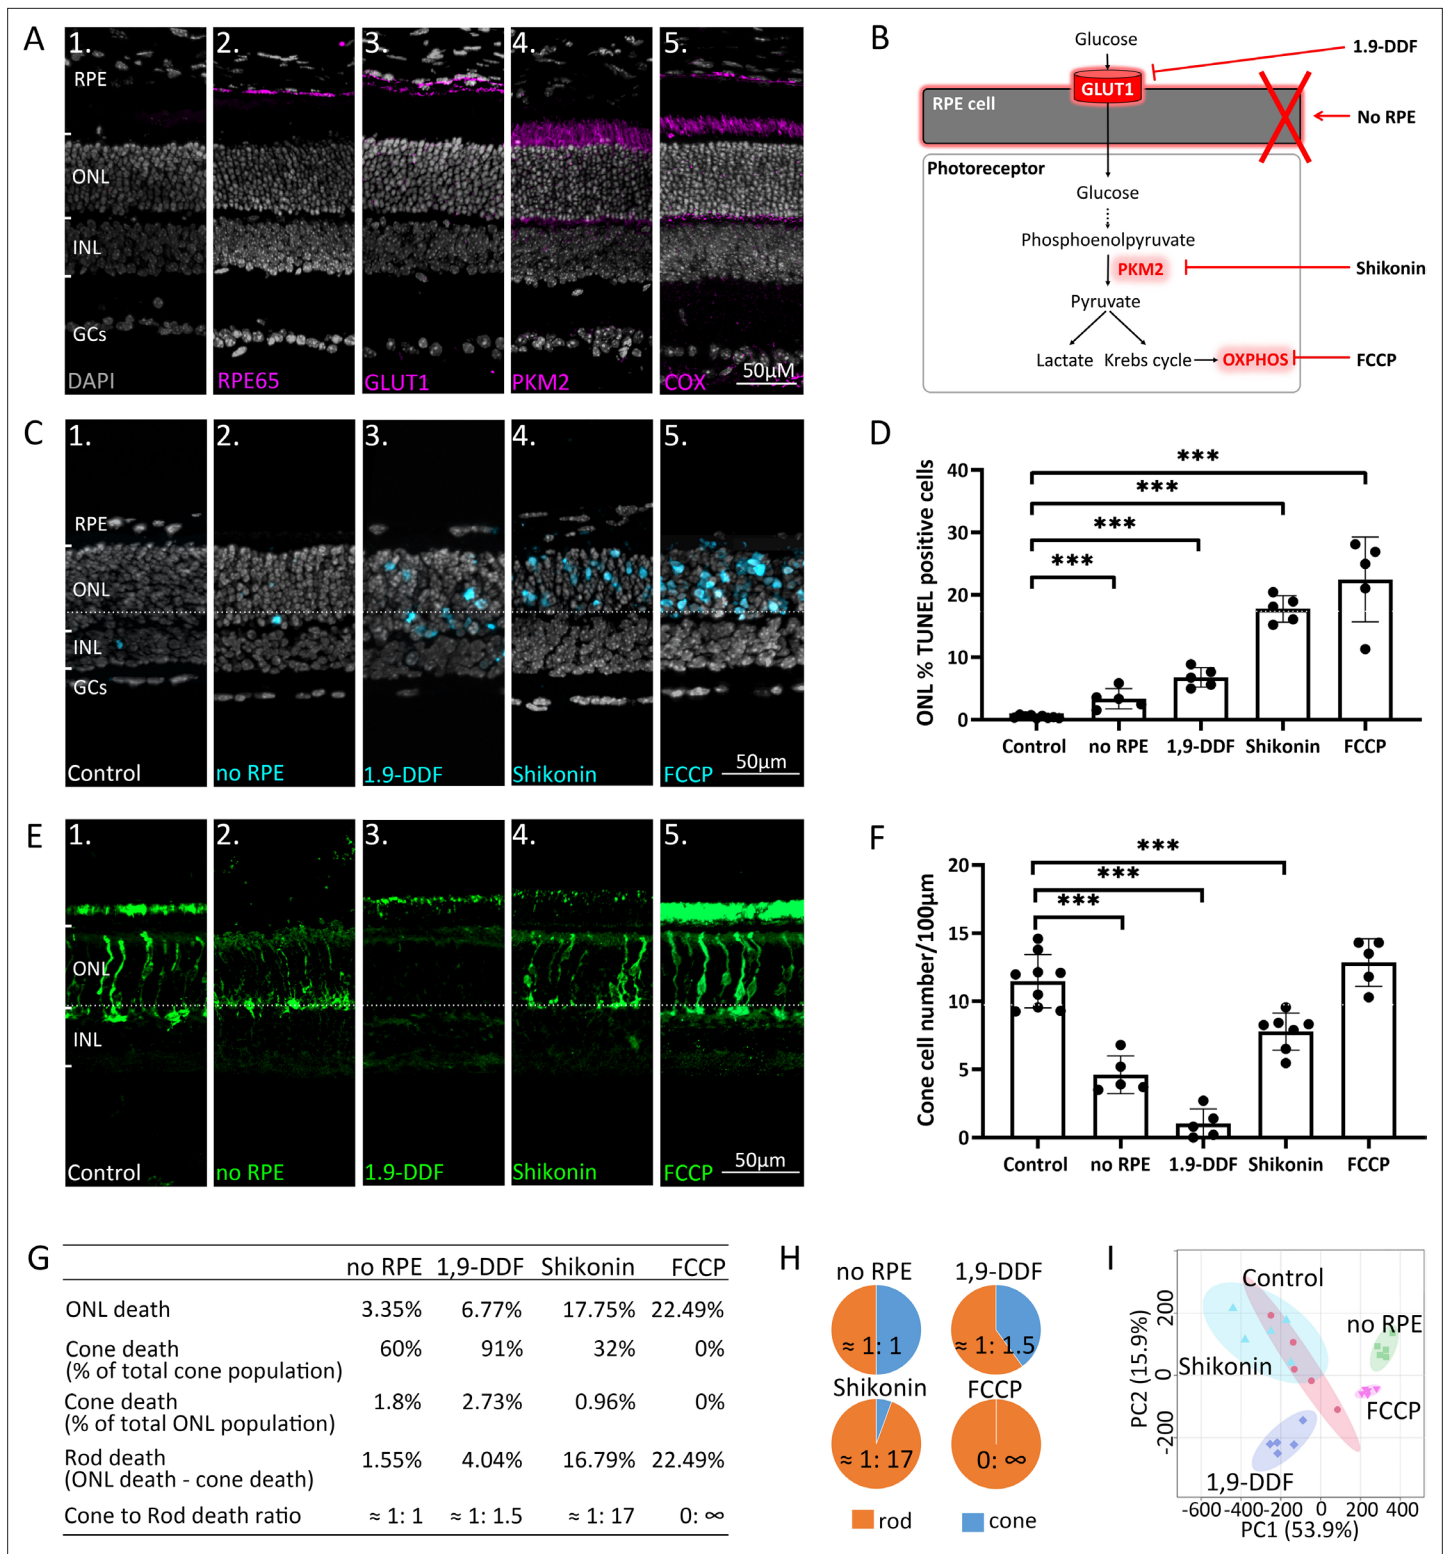 A
1.
2.
3.
4.
5.
RPE
ONL
INL
GCs
DAPI
RPE65
GLUT1
PKM2
COX
50µM
B
Glucose
1.9-DDF
GLUT1
RPE cell
No RPE
Photoreceptor
Glucose
Phosphoenolpyruvate
PKM2
Shikonin
Pyruvate
Lactate Krebs cycle OXPHOS
FCCP
C
1.
2.
3.
4.
5.
RPE
ONL
INL
GCs
Control
no RPE
1.9-DDF
Shikonin
FCCP
50µm
D
ONL % TUNEL positive cells
40
30
20
10
0
***
***
***
***
Control no RPE 1,9-DDF Shikonin FCCP
E
1.
2.
3.
4.
5.
ONL
INL
Control
no RPE
1.9-DDF
Shikonin
FCCP
50µm
F
Cone cell number/100µm
20
15
10
5
0
***
***
***
Control no RPE 1.9-DDF Shikonin FCCP
G
no RPE 1,9-DDF Shikonin FCCP
ONL death 3.35% 6.77% 17.75% 22.49%
Cone death 60% 91% 32% 0%
(% of total cone population)
Cone death 1.8% 2.73% 0.96% 0%
(% of total ONL population)
Rod death 1.55% 4.04% 16.79% 22.49%
(ONL death - cone death)
Cone to Rod death ratio ≈ 1: 1 ≈ 1: 1.5 ≈ 1: 17 0: ∞
H
no RPE 1,9-DDF
≈ 1: 1 ≈ 1: 1.5
Shikonin FCCP
≈ 1: 17 0: ∞
rod cone
I
Control
no RPE
Shikonin
FCCP
1,9-DDF
PC2 (15.9%)
200
0
-200
-600 -400 -200 0 200 400
PC1 (53.9%)